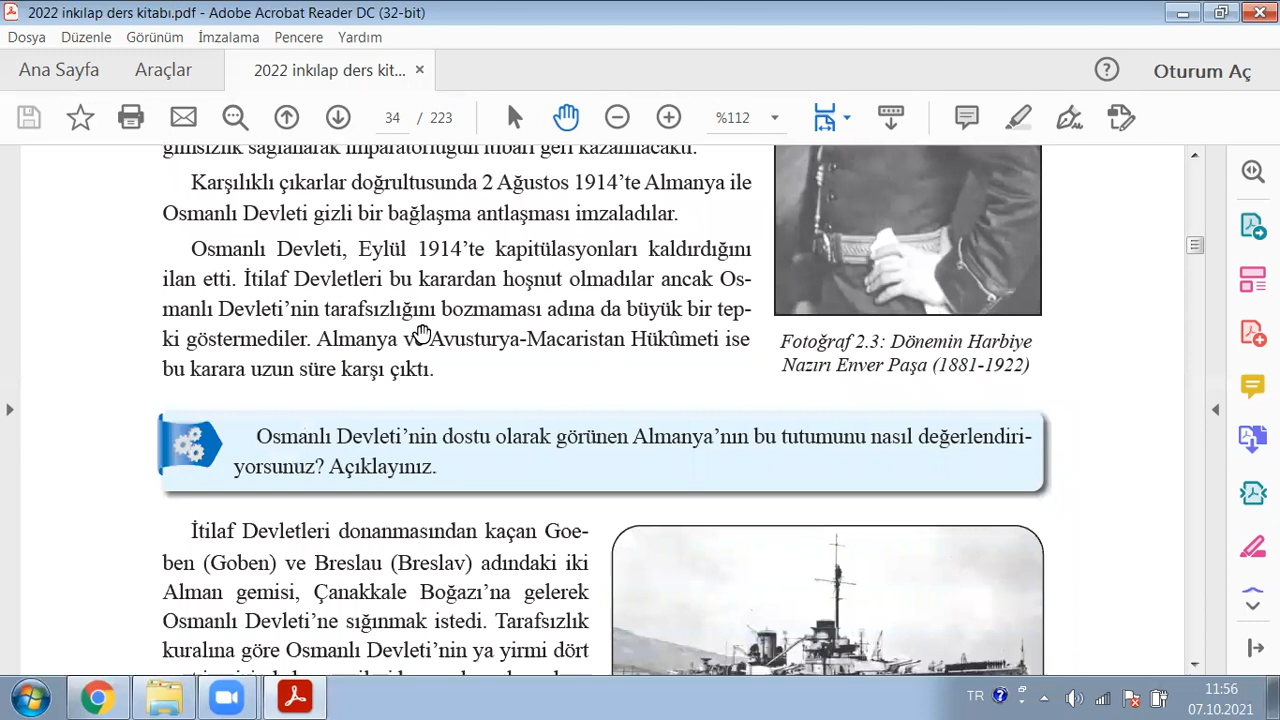 2022 inkılap ders kitabı.pdf - Adobe Acrobat Reader DC (32-bit)
Dosya Düzenle Görünüm İmzalama Pencere Yardım
Ana Sayfa Araçlar 2022 inkılap ders kit... × Oturum Aç
34 / 223 %112
ğımsızlık sağlanarak imparatorluğun itibarı geri kazanılacaktı.
Karşılıklı çıkarlar doğrultusunda 2 Ağustos 1914’te Almanya ile
Osmanlı Devleti gizli bir bağlaşma antlaşması imzaladılar.
Osmanlı Devleti, Eylül 1914’te kapitülasyonları kaldırdığını
ilan etti. İtilaf Devletleri bu karardan hoşnut olmadılar ancak Os-
manlı Devleti’nin tarafsızlığını bozmaması adına da büyük bir tep-
ki göstermediler. Almanya ve Avusturya-Macaristan Hükûmeti ise
bu karara uzun süre karşı çıktı.
Fotoğraf 2.3: Dönemin Harbiye
Nazırı Enver Paşa (1881-1922)
Osmanlı Devleti’nin dostu olarak görünen Almanya’nın bu tutumunu nasıl değerlendiri-
yorsunuz? Açıklayınız.
İtilaf Devletleri donanmasından kaçan Goe-
ben (Goben) ve Breslau (Breslav) adındaki iki
Alman gemisi, Çanakkale Boğazı’na gelerek
Osmanlı Devleti’ne sığınmak istedi. Tarafsızlık
kuralına göre Osmanlı Devleti’nin ya yirmi dört
TR 11:56
07.10.2021